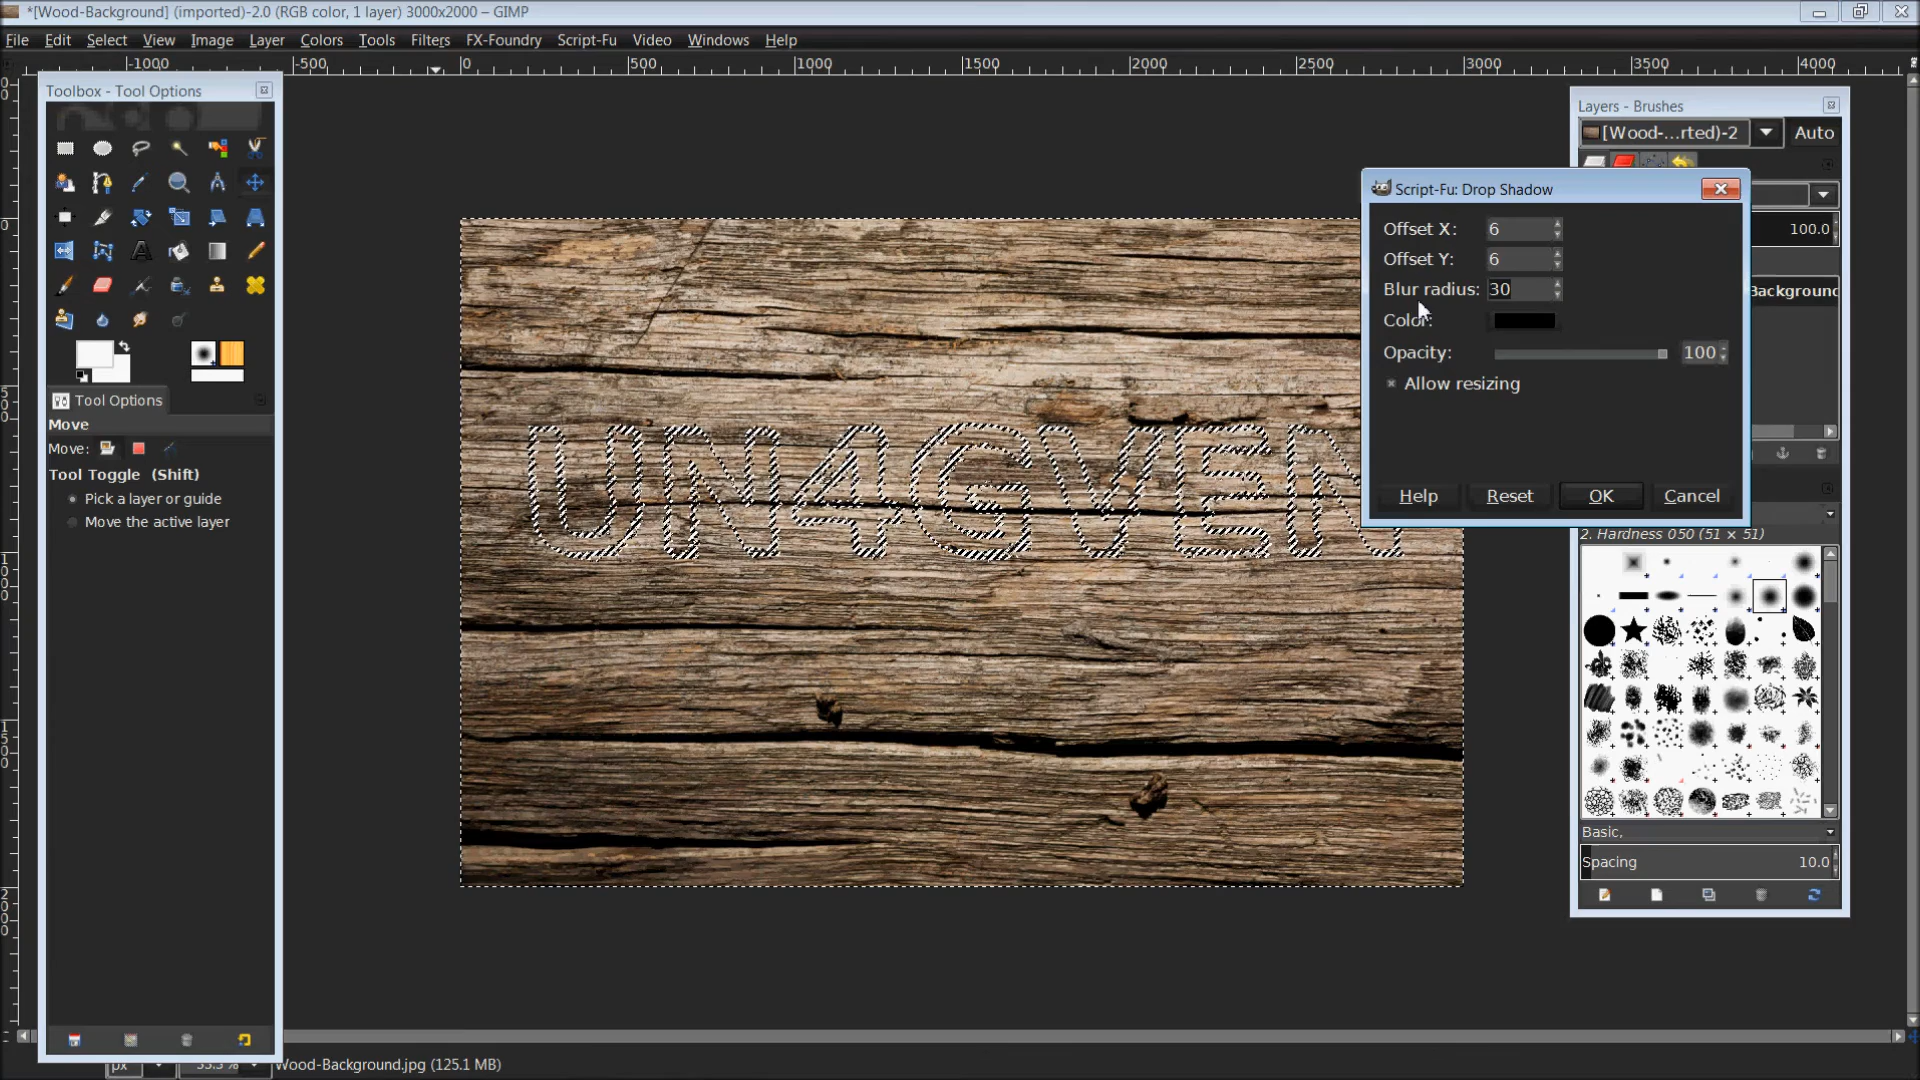 *[Wood-Background] (imported)-2.0 (RGB color, 1 layer) 3000x2000 – GIMP
File Edit Select View Image Layer Colors Tools Filters FX-Foundry Script-Fu Video Windows Help
-1000 -500 0 500 1000 1500 2000 2500 3000 3500 4000
Toolbox - Tool Options
Tool Options
Move
Move:
Tool Toggle (Shift)
Pick a layer or guide
Move the active layer
UN4GVEN
Script-Fu: Drop Shadow
Offset X: 6
Offset Y: 6
Blur radius: 30
Color:
Opacity: 100
Allow resizing
Help Reset OK Cancel
Layers - Brushes
[Wood-...rted)-2 Auto
100.0
Background
2. Hardness 050 (51 × 51)
Basic,
Spacing 10.0
px Wood-Background.jpg (125.1 MB)